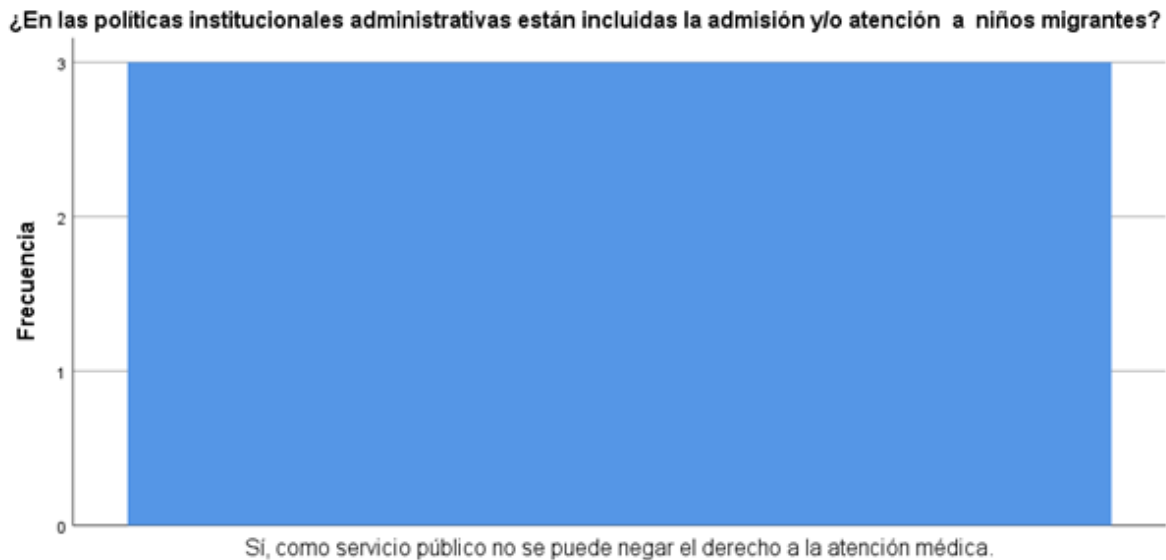 ¿En las políticas institucionales administrativas están incluidas la admisión y/o atención a niños migrantes?
3
2
1
0
Frecuencia
Sí, como servicio público no se puede negar el derecho a la atención médica.